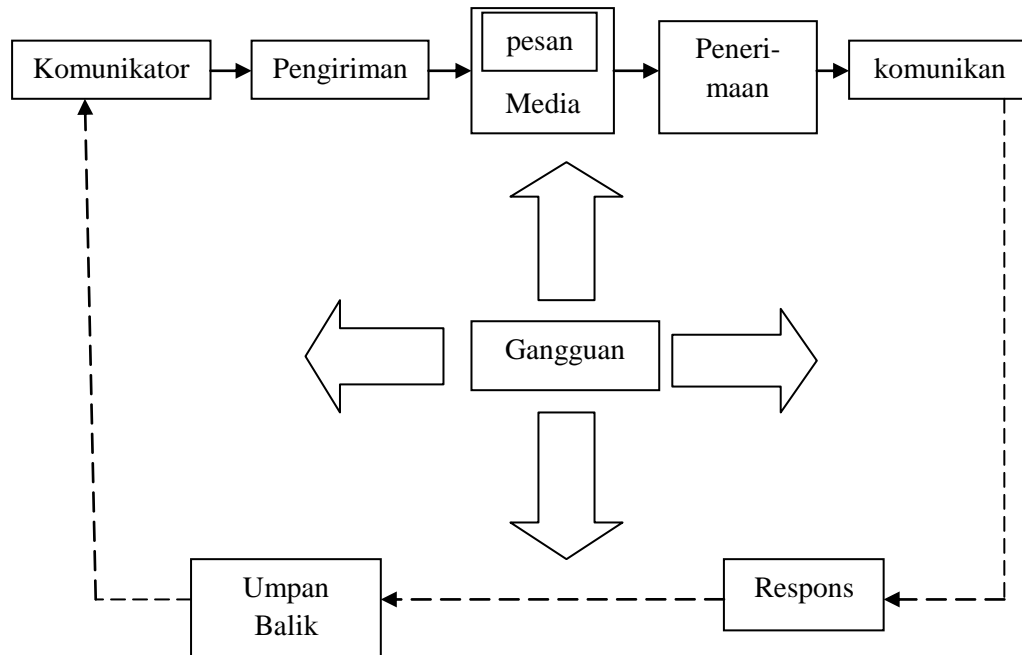 Komunikator
Pengiriman
pesan
Media
Peneri-
maan
komunikan
Gangguan
Umpan
Balik
Respons